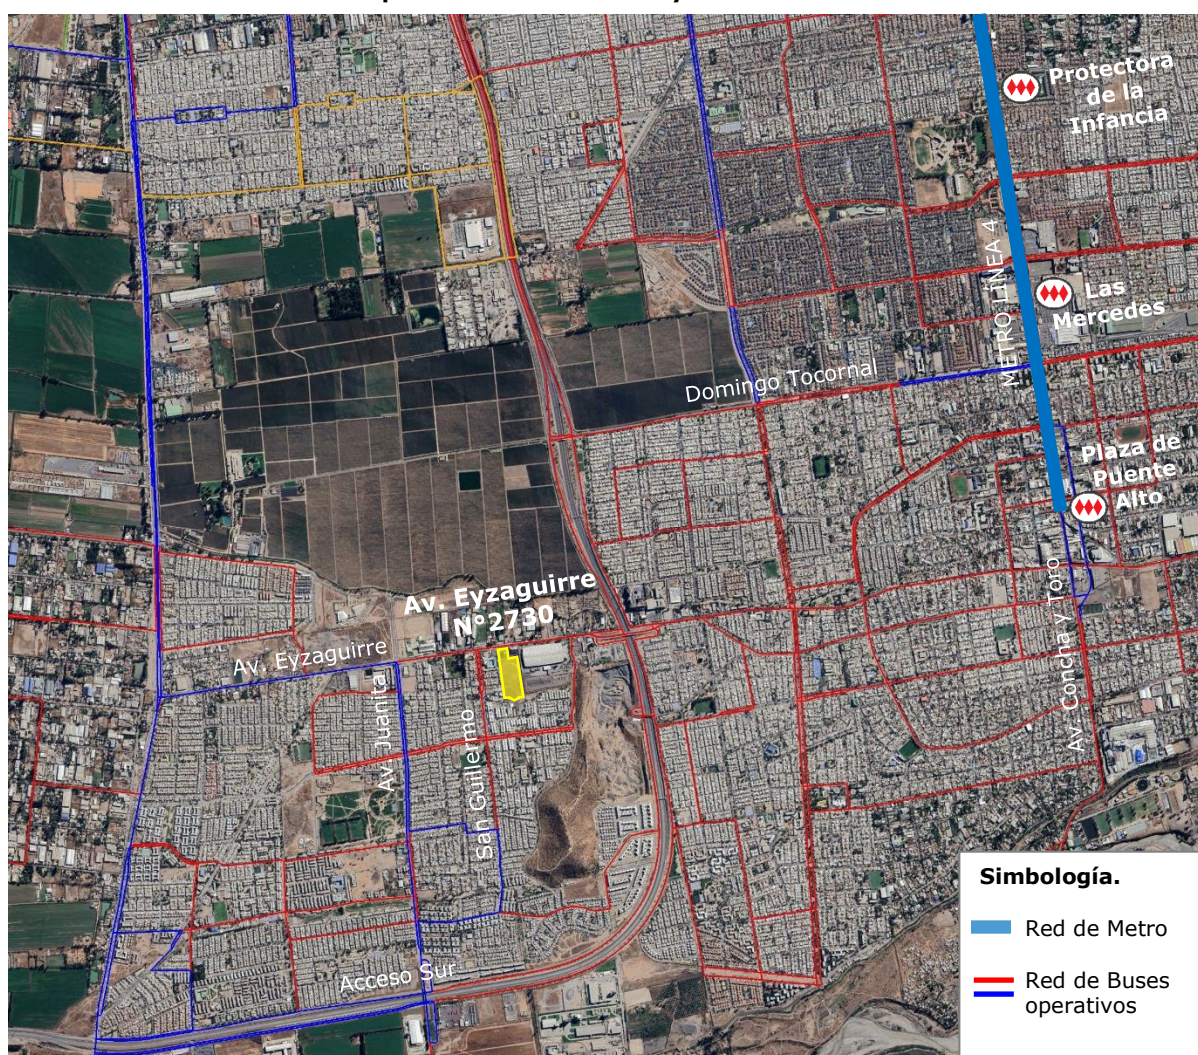 Protectora
de la
Infancia
METRO LÍNEA 4
Las
Mercedes
Domingo Tocornal
Plaza de
Puente
Alto
Av. Eyzaguirre
N°2730
Av. Eyzaguirre
Av. Juanita
San Guillermo
Av. Concha y Toro
Acceso Sur
Simbología.
Red de Metro
Red de Buses
operativos